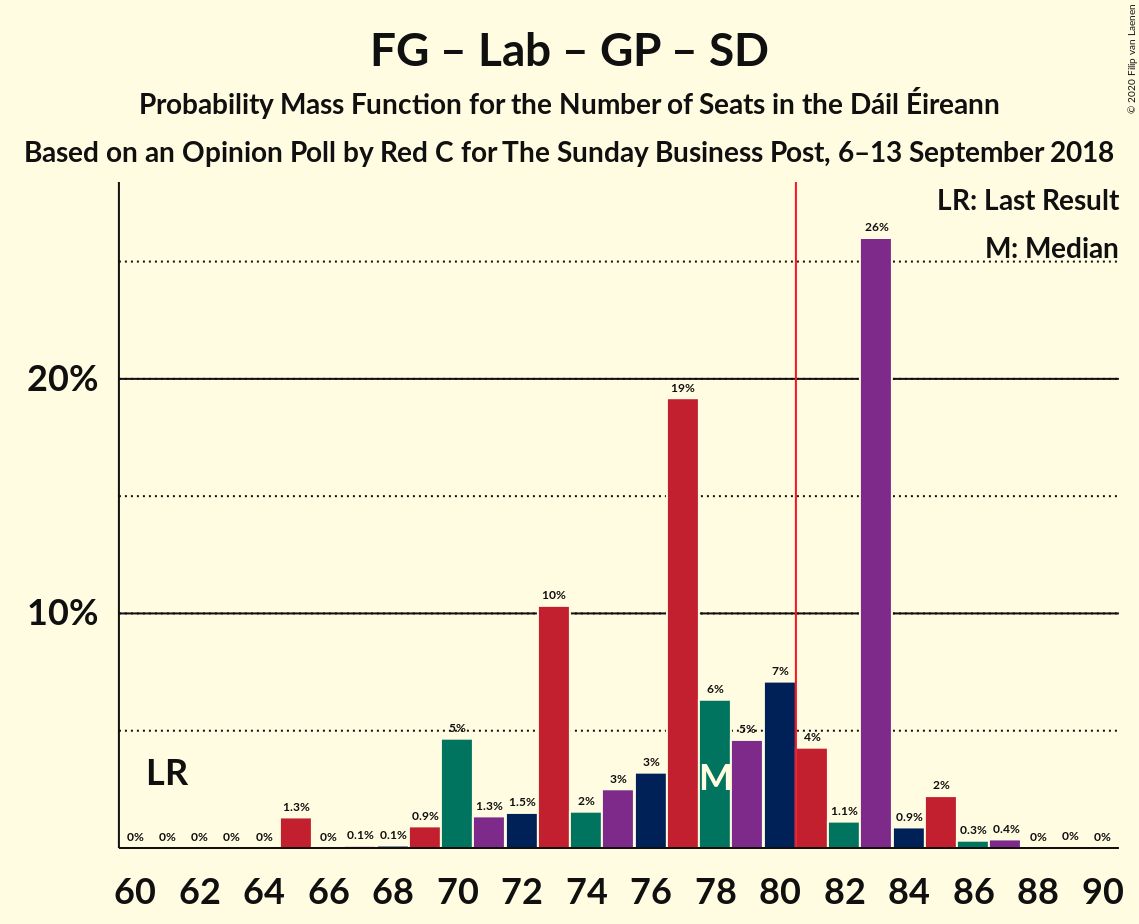 FG – Lab – GP – SD
Probability Mass Function for the Number of Seats in the Dáil Éireann
Based on an Opinion Poll by Red C for The Sunday Business Post, 6–13 September 2018
© 2020 Filip van Laenen
LR: Last Result
M: Median
20%
10%
0% 0% 0% 0% 0% 1.3% 0% 0.1% 0.1% 0.9% 5% 1.3% 1.5% 10% 2% 3% 3% 19% 6% 5% 7% 4% 1.1% 26% 0.9% 2% 0.3% 0.4% 0% 0% 0%
LR
M
60 62 64 66 68 70 72 74 76 78 80 82 84 86 88 90